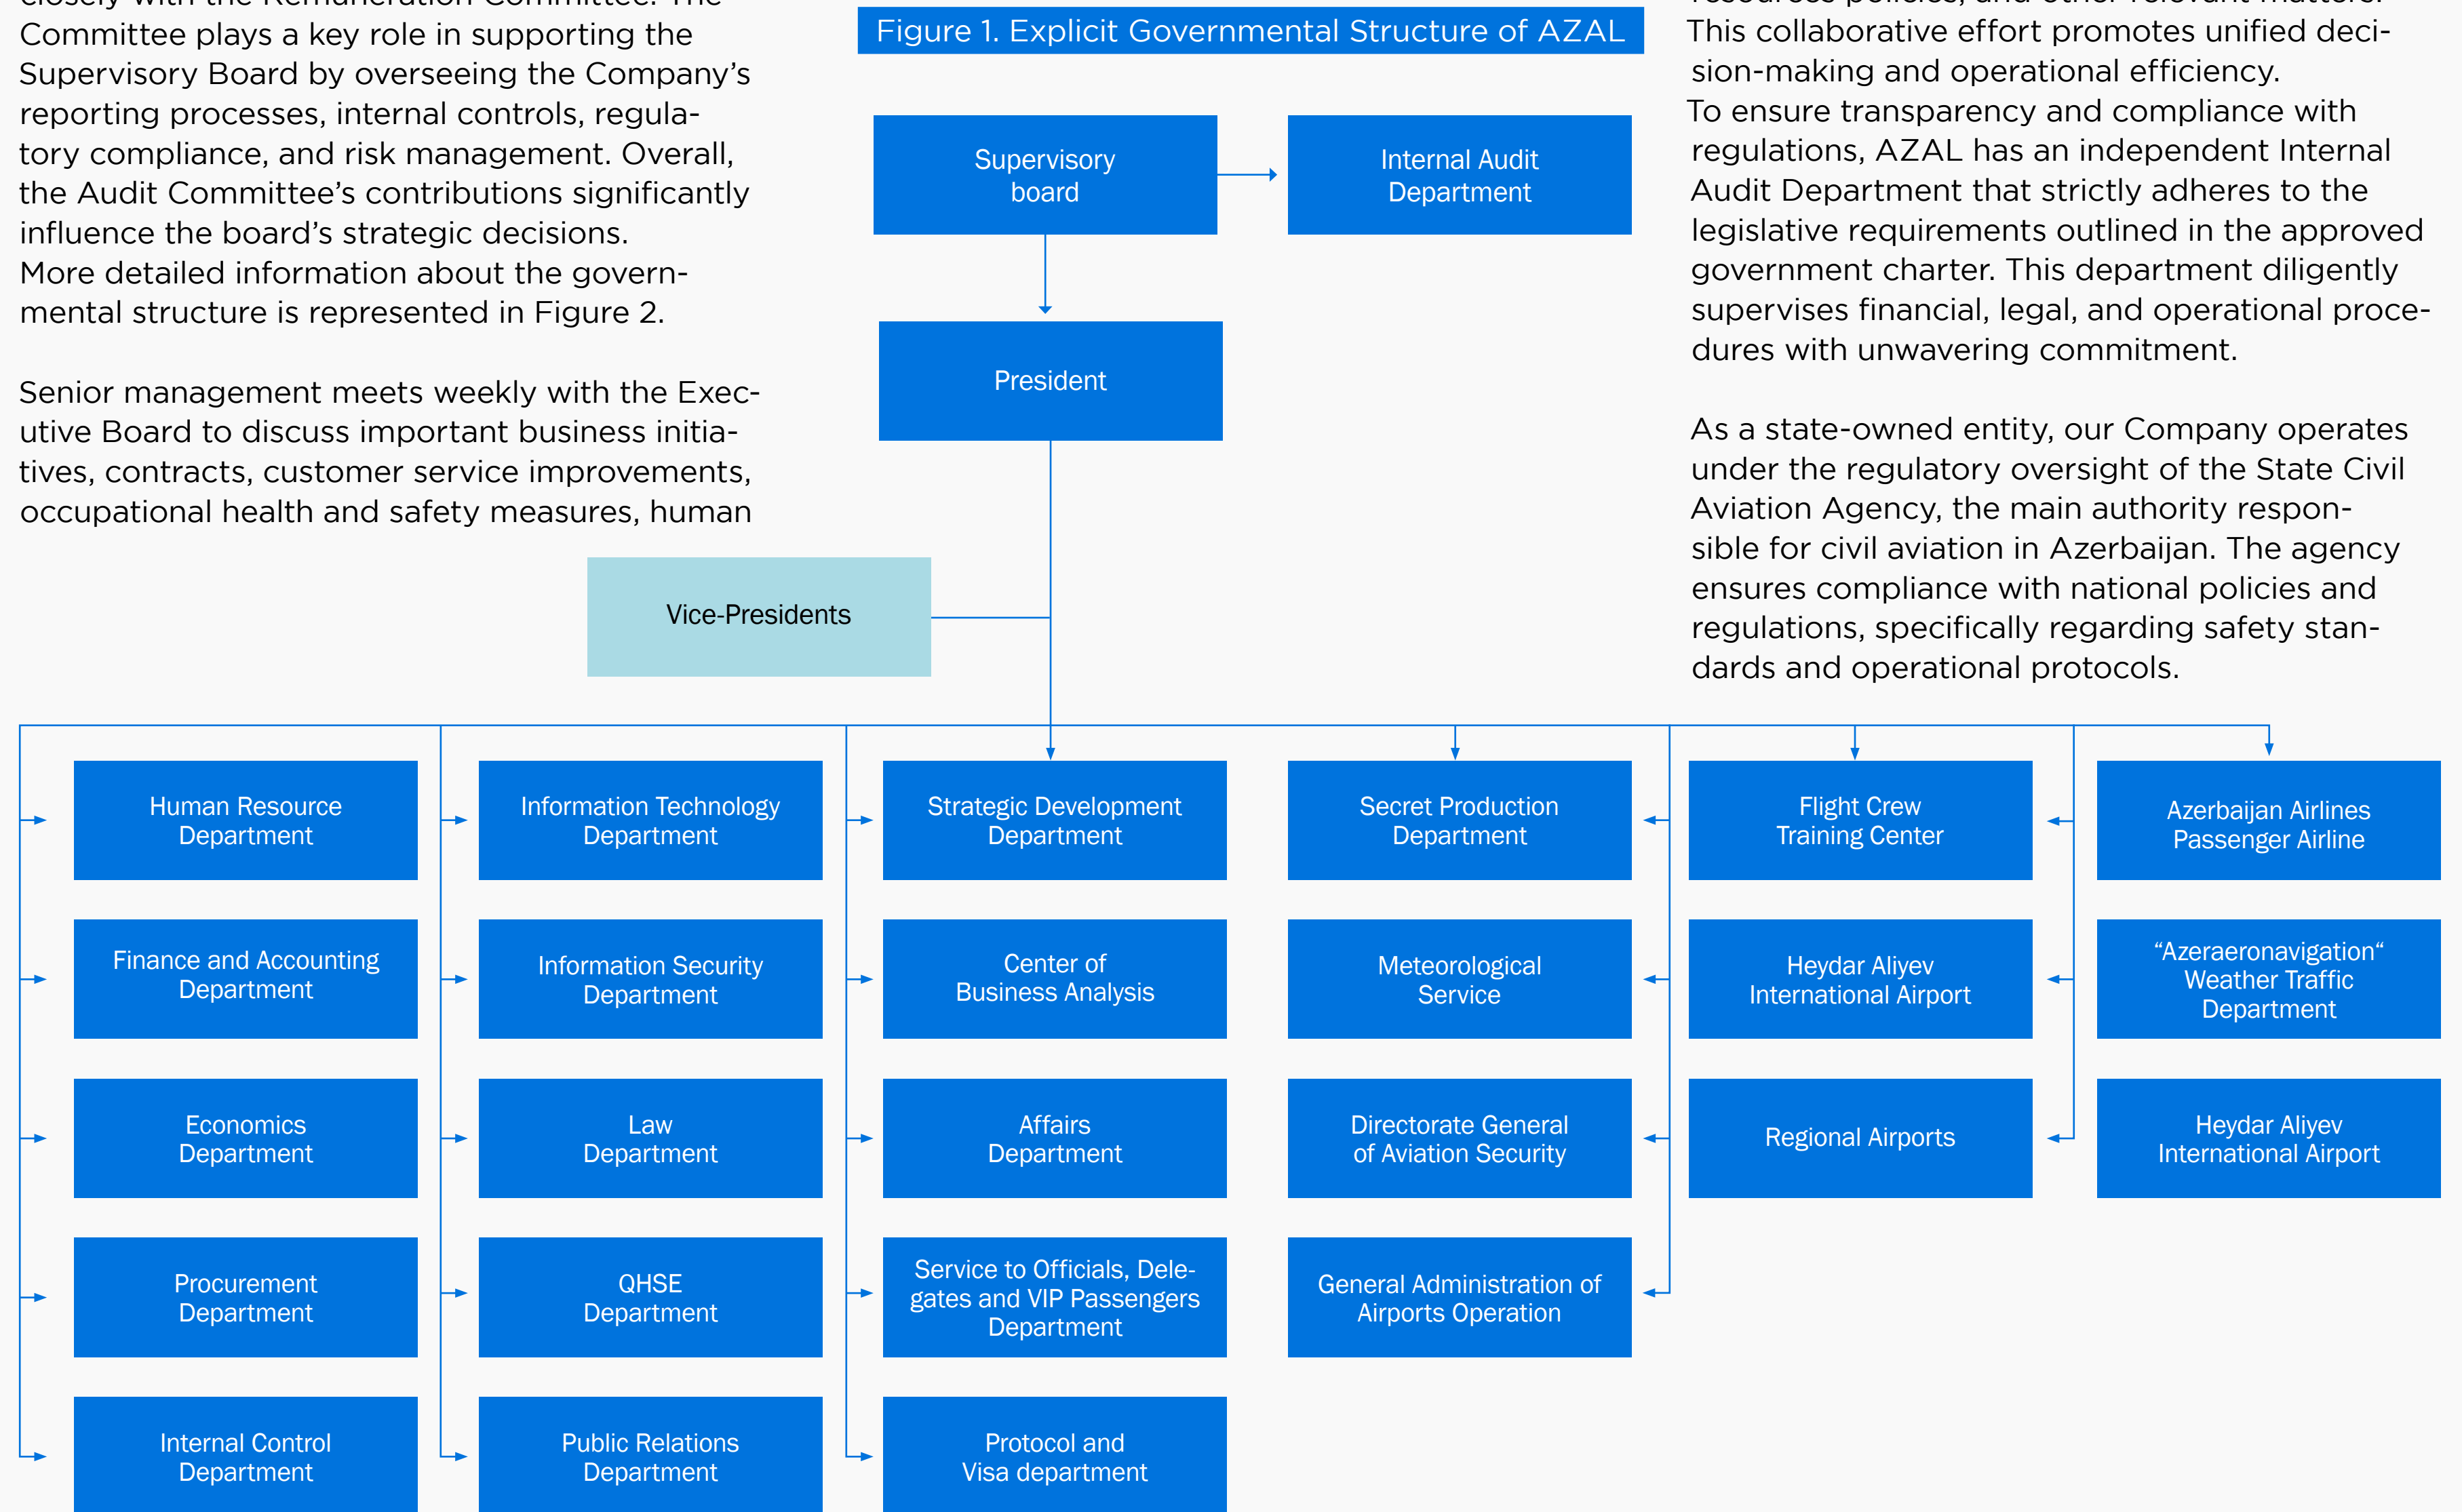 closely with the Remuneration Committee. The
Committee plays a key role in supporting the
Supervisory Board by overseeing the Company’s
reporting processes, internal controls, regula-
tory compliance, and risk management. Overall,
the Audit Committee’s contributions significantly
influence the board’s strategic decisions.
More detailed information about the govern-
mental structure is represented in Figure 2.
Senior management meets weekly with the Exec-
utive Board to discuss important business initia-
tives, contracts, customer service improvements,
occupational health and safety measures, human
resources policies, and other relevant matters.
This collaborative effort promotes unified deci-
sion-making and operational efficiency.
To ensure transparency and compliance with
regulations, AZAL has an independent Internal
Audit Department that strictly adheres to the
legislative requirements outlined in the approved
government charter. This department diligently
supervises financial, legal, and operational proce-
dures with unwavering commitment.
As a state-owned entity, our Company operates
under the regulatory oversight of the State Civil
Aviation Agency, the main authority respon-
sible for civil aviation in Azerbaijan. The agency
ensures compliance with national policies and
regulations, specifically regarding safety stan-
dards and operational protocols.
Figure 1. Explicit Governmental Structure of AZAL
Supervisory
board
Internal Audit
Department
President
Vice-Presidents
Human Resource
Department
Finance and Accounting
Department
Economics
Department
Procurement
Department
Internal Control
Department
Information Technology
Department
Information Security
Department
Law
Department
QHSE
Department
Public Relations
Department
Strategic Development
Department
Center of
Business Analysis
Affairs
Department
Service to Officials, Dele-
gates and VIP Passengers
Department
Protocol and
Visa department
Secret Production
Department
Meteorological
Service
Directorate General
of Aviation Security
General Administration of
Airports Operation
Flight Crew
Training Center
Heydar Aliyev
International Airport
Regional Airports
Azerbaijan Airlines
Passenger Airline
“Azeraeronavigation“
Weather Traffic
Department
Heydar Aliyev
International Airport